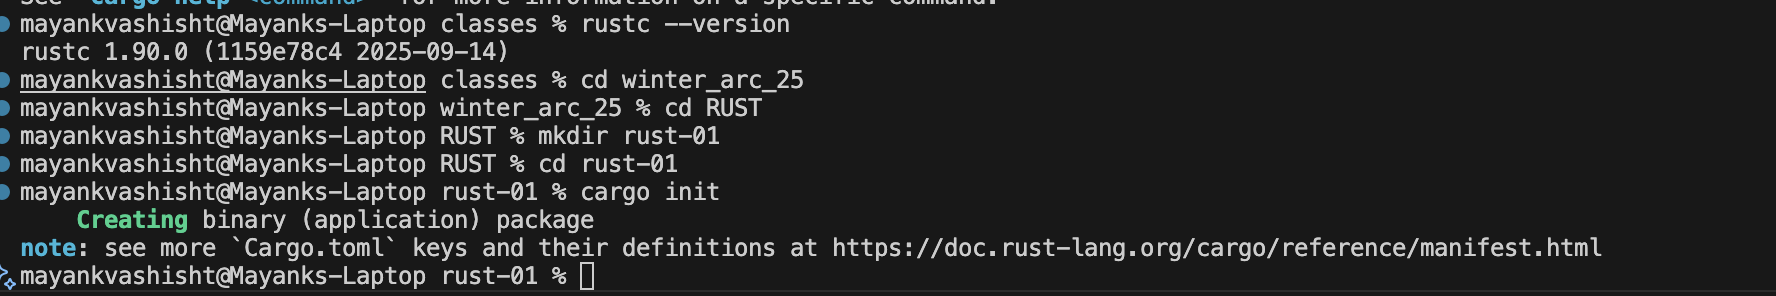 see `cargo help <command>` for more information on a specific command.
mayankvashisht@Mayanks-Laptop classes % rustc --version
rustc 1.90.0 (1159e78c4 2025-09-14)
mayankvashisht@Mayanks-Laptop classes % cd winter_arc_25
mayankvashisht@Mayanks-Laptop winter_arc_25 % cd RUST
mayankvashisht@Mayanks-Laptop RUST % mkdir rust-01
mayankvashisht@Mayanks-Laptop RUST % cd rust-01
mayankvashisht@Mayanks-Laptop rust-01 % cargo init
Creating binary (application) package
note: see more `Cargo.toml` keys and their definitions at https://doc.rust-lang.org/cargo/reference/manifest.html
mayankvashisht@Mayanks-Laptop rust-01 %